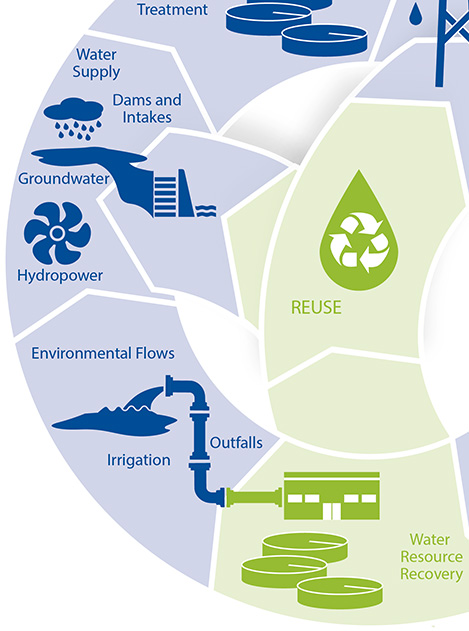 Treatment
Water
Supply
Dams and
Intakes
Groundwater
Hydropower
REUSE
Environmental Flows
Outfalls
Irrigation
Water
Resource
Recovery